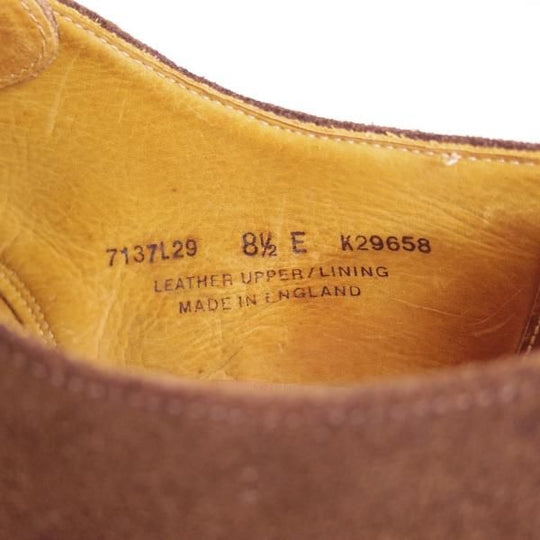 7137L29 8½ E K29658
LEATHER UPPER/LINING
MADE IN ENGLAND